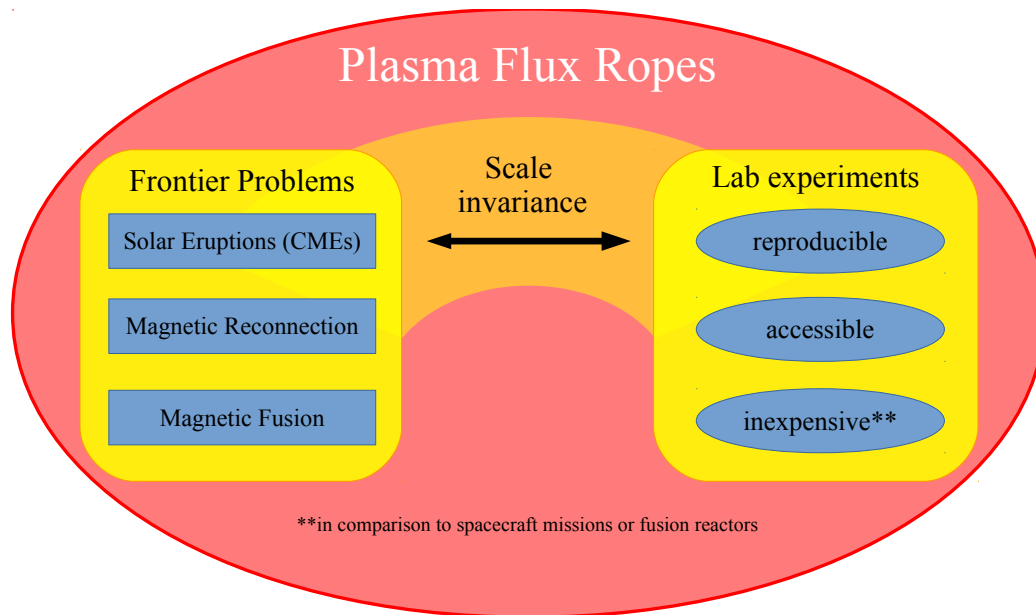 Plasma Flux Ropes
Frontier Problems
Solar Eruptions (CMEs)
Magnetic Reconnection
Magnetic Fusion
Scale
invariance
Lab experiments
reproducible
accessible
inexpensive**
**in comparison to spacecraft missions or fusion reactors